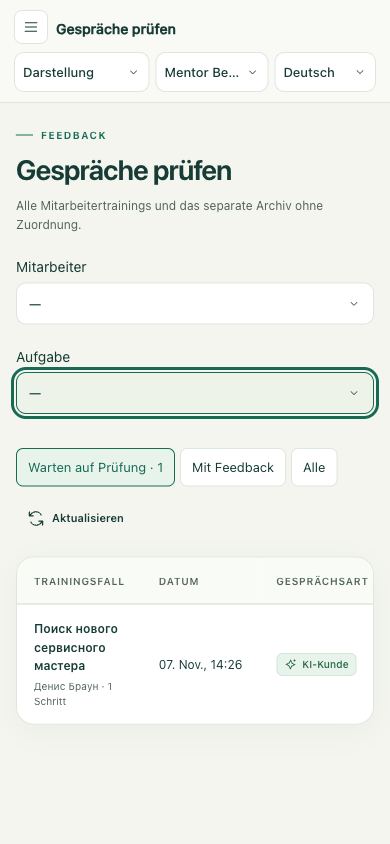 Gespräche prüfen
Darstellung
Mentor Be...
Deutsch
FEEDBACK
Gespräche prüfen
Alle Mitarbeitertrainings und das separate Archiv ohne
Zuordnung.
Mitarbeiter
—
Aufgabe
—
Warten auf Prüfung · 1
Mit Feedback
Alle
Aktualisieren
TRAININGSFALL
DATUM
GESPRÄCHSART
Поиск нового
сервисного
мастера
Денис Браун · 1
Schritt
07. Nov., 14:26
KI-Kunde